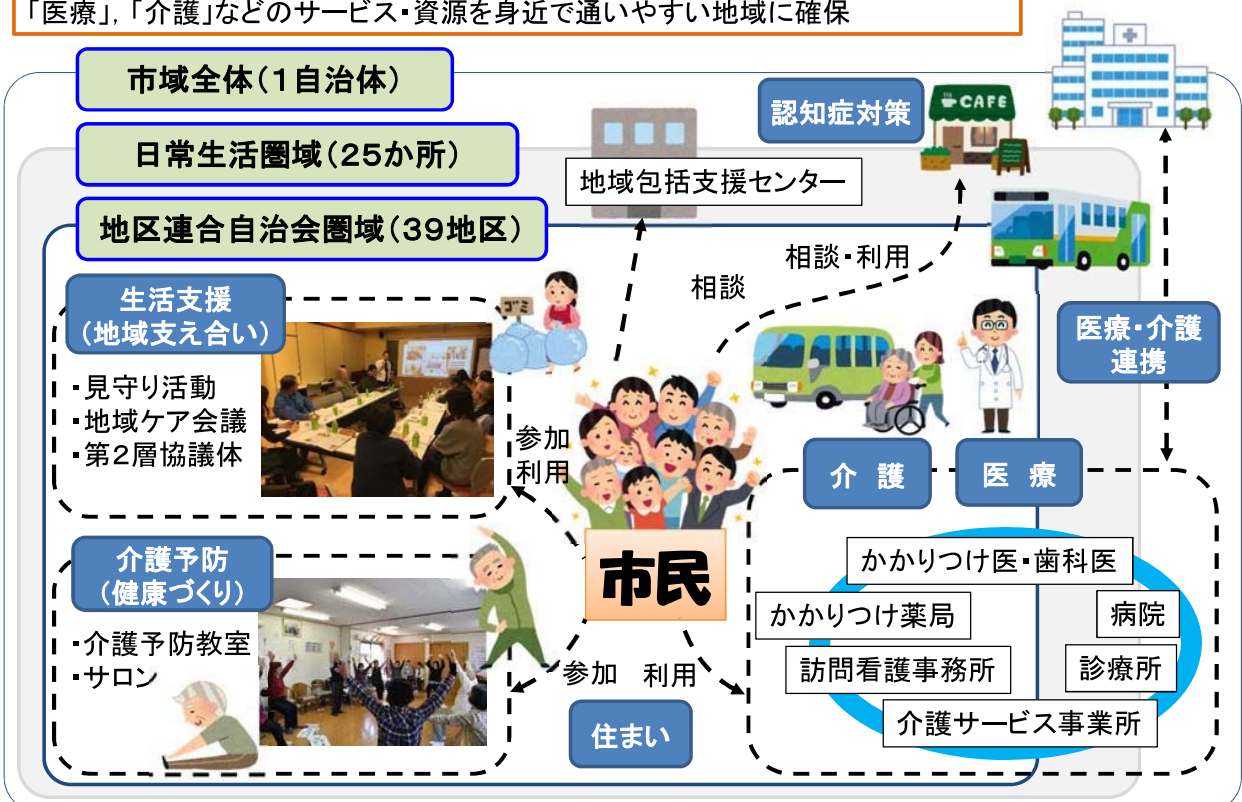 「医療」, 「介護」などのサービス・資源を身近で通いやすい地域に確保
市域全体(1自治体)
日常生活圏域(25か所)
地区連合自治会圏域(39地区)
認知症対策
CAFE
地域包括支援センター
相談・利用
相談
生活支援
(地域支え合い)
・見守り活動
・地域ケア会議
・第2層協議体
ゴミ
参加
利用
医療・介護
連携
介 護
医 療
市民
かかりつけ医・歯科医
かかりつけ薬局
病院
訪問看護事務所
診療所
介護サービス事業所
介護予防
(健康づくり)
・介護予防教室
・サロン
参加
利用
住まい